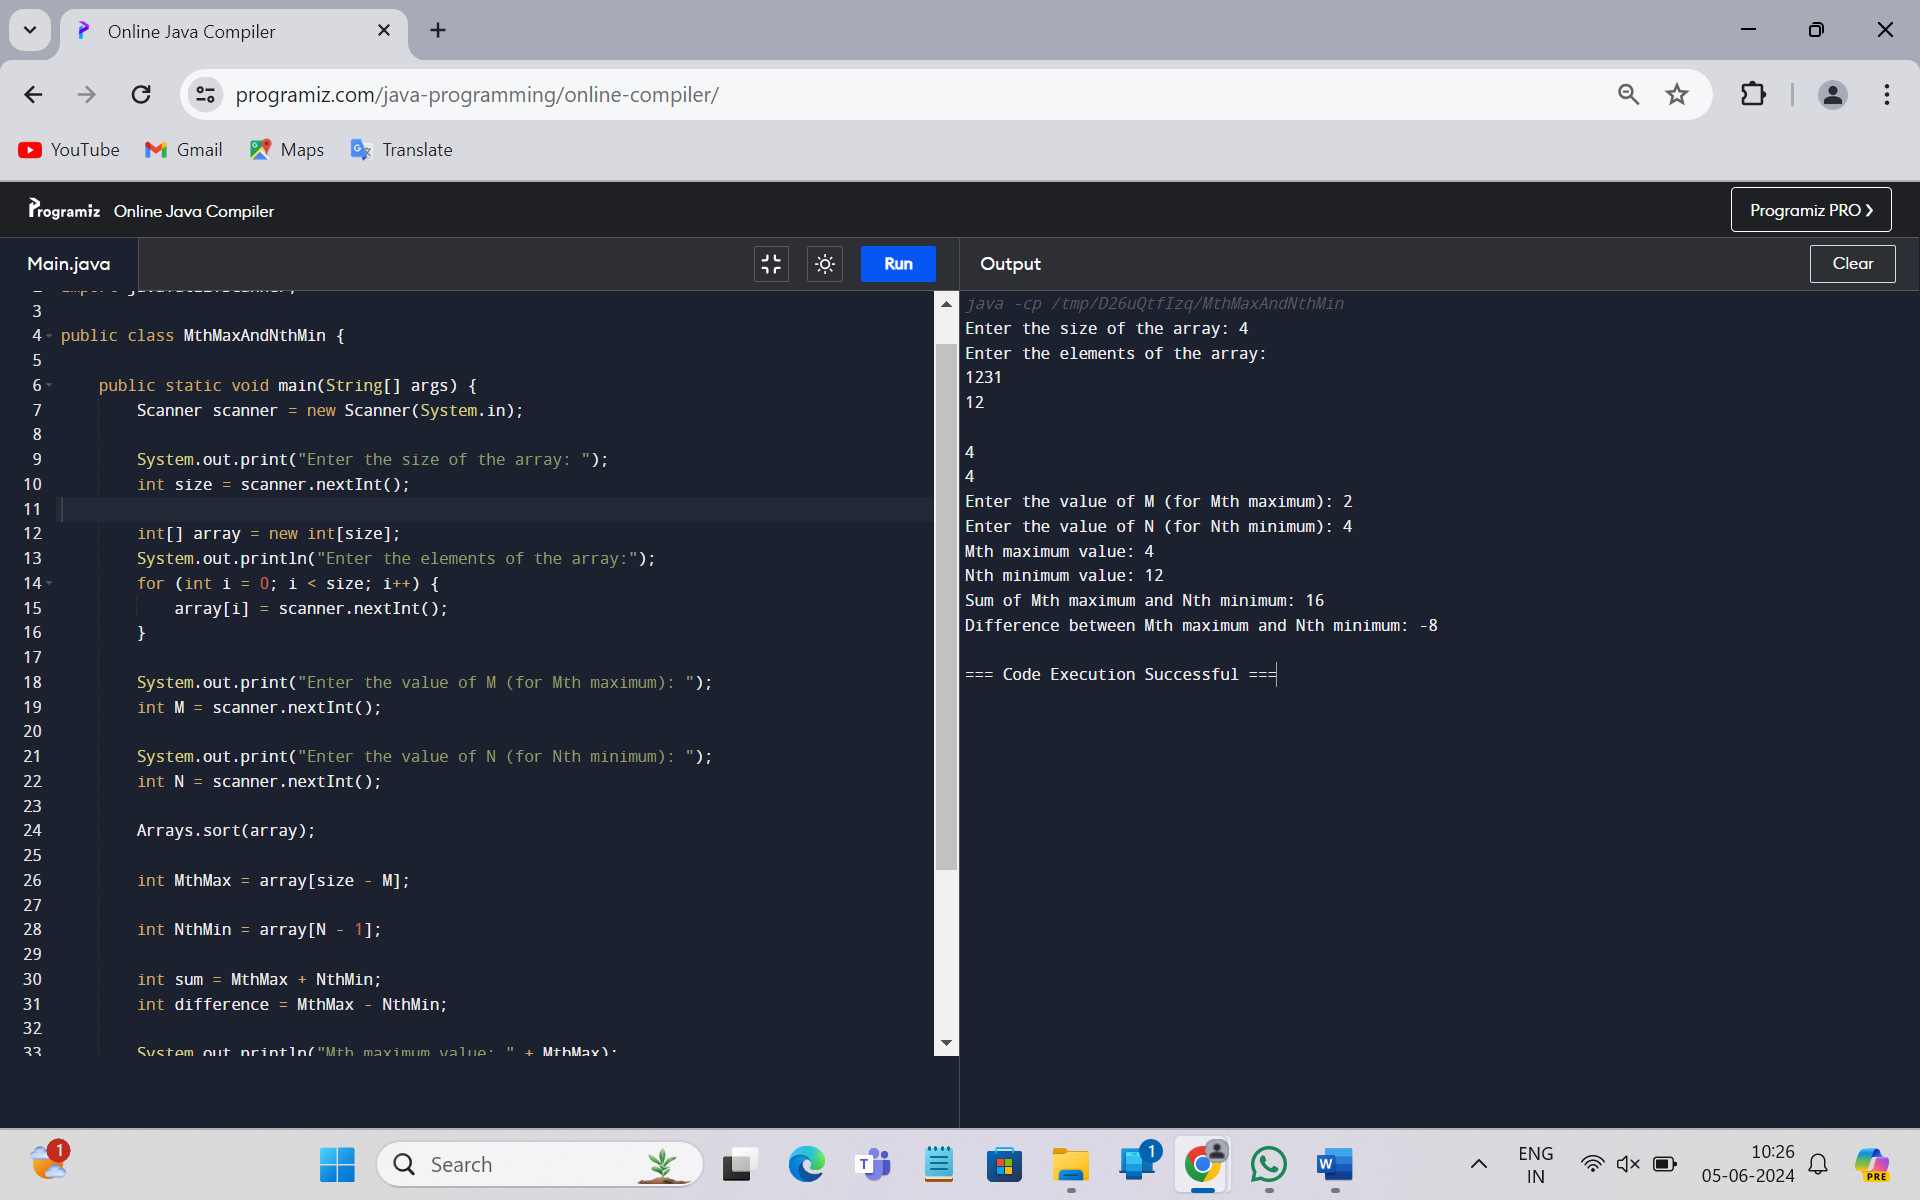 Online Java Compiler
programiz.com/java-programming/online-compiler/
YouTube Gmail Maps Translate
Programiz Online Java Compiler
Programiz PRO ❯
Main.java
Run
Output
Clear
3
4 public class MthMaxAndNthMin {
5
6 public static void main(String[] args) {
7 Scanner scanner = new Scanner(System.in);
8
9 System.out.print("Enter the size of the array: ");
10 int size = scanner.nextInt();
11
12 int[] array = new int[size];
13 System.out.println("Enter the elements of the array:");
14 for (int i = 0; i < size; i++) {
15 array[i] = scanner.nextInt();
16 }
17
18 System.out.print("Enter the value of M (for Mth maximum): ");
19 int M = scanner.nextInt();
20
21 System.out.print("Enter the value of N (for Nth minimum): ");
22 int N = scanner.nextInt();
23
24 Arrays.sort(array);
25
26 int MthMax = array[size - M];
27
28 int NthMin = array[N - 1];
29
30 int sum = MthMax + NthMin;
31 int difference = MthMax - NthMin;
32
33 System.out.println("Mth maximum value: " + MthMax);
java -cp /tmp/D26uQtfIzq/MthMaxAndNthMin
Enter the size of the array: 4
Enter the elements of the array:
1231
12
4
4
Enter the value of M (for Mth maximum): 2
Enter the value of N (for Nth minimum): 4
Mth maximum value: 4
Nth minimum value: 12
Sum of Mth maximum and Nth minimum: 16
Difference between Mth maximum and Nth minimum: -8
=== Code Execution Successful ===
1
Search
T
1
W
ENG
IN
10:26
05-06-2024
PRE